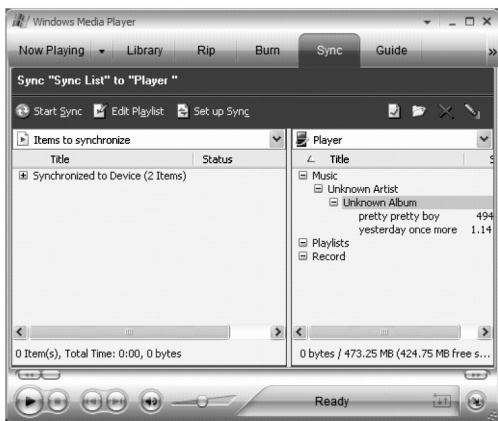 Windows Media Player
Now Playing Library Rip Burn Sync Guide »
Sync "Sync List" to "Player "
Start Sync Edit Playlist Set up Sync
Items to synchronize
Player
Title Status
Title S
Synchronized to Device (2 Items)
Music
Unknown Artist
Unknown Album
pretty pretty boy 494
yesterday once more 1.14
Playlists
Record
0 Item(s), Total Time: 0:00, 0 bytes
0 bytes / 473.25 MB (424.75 MB free s...
Ready